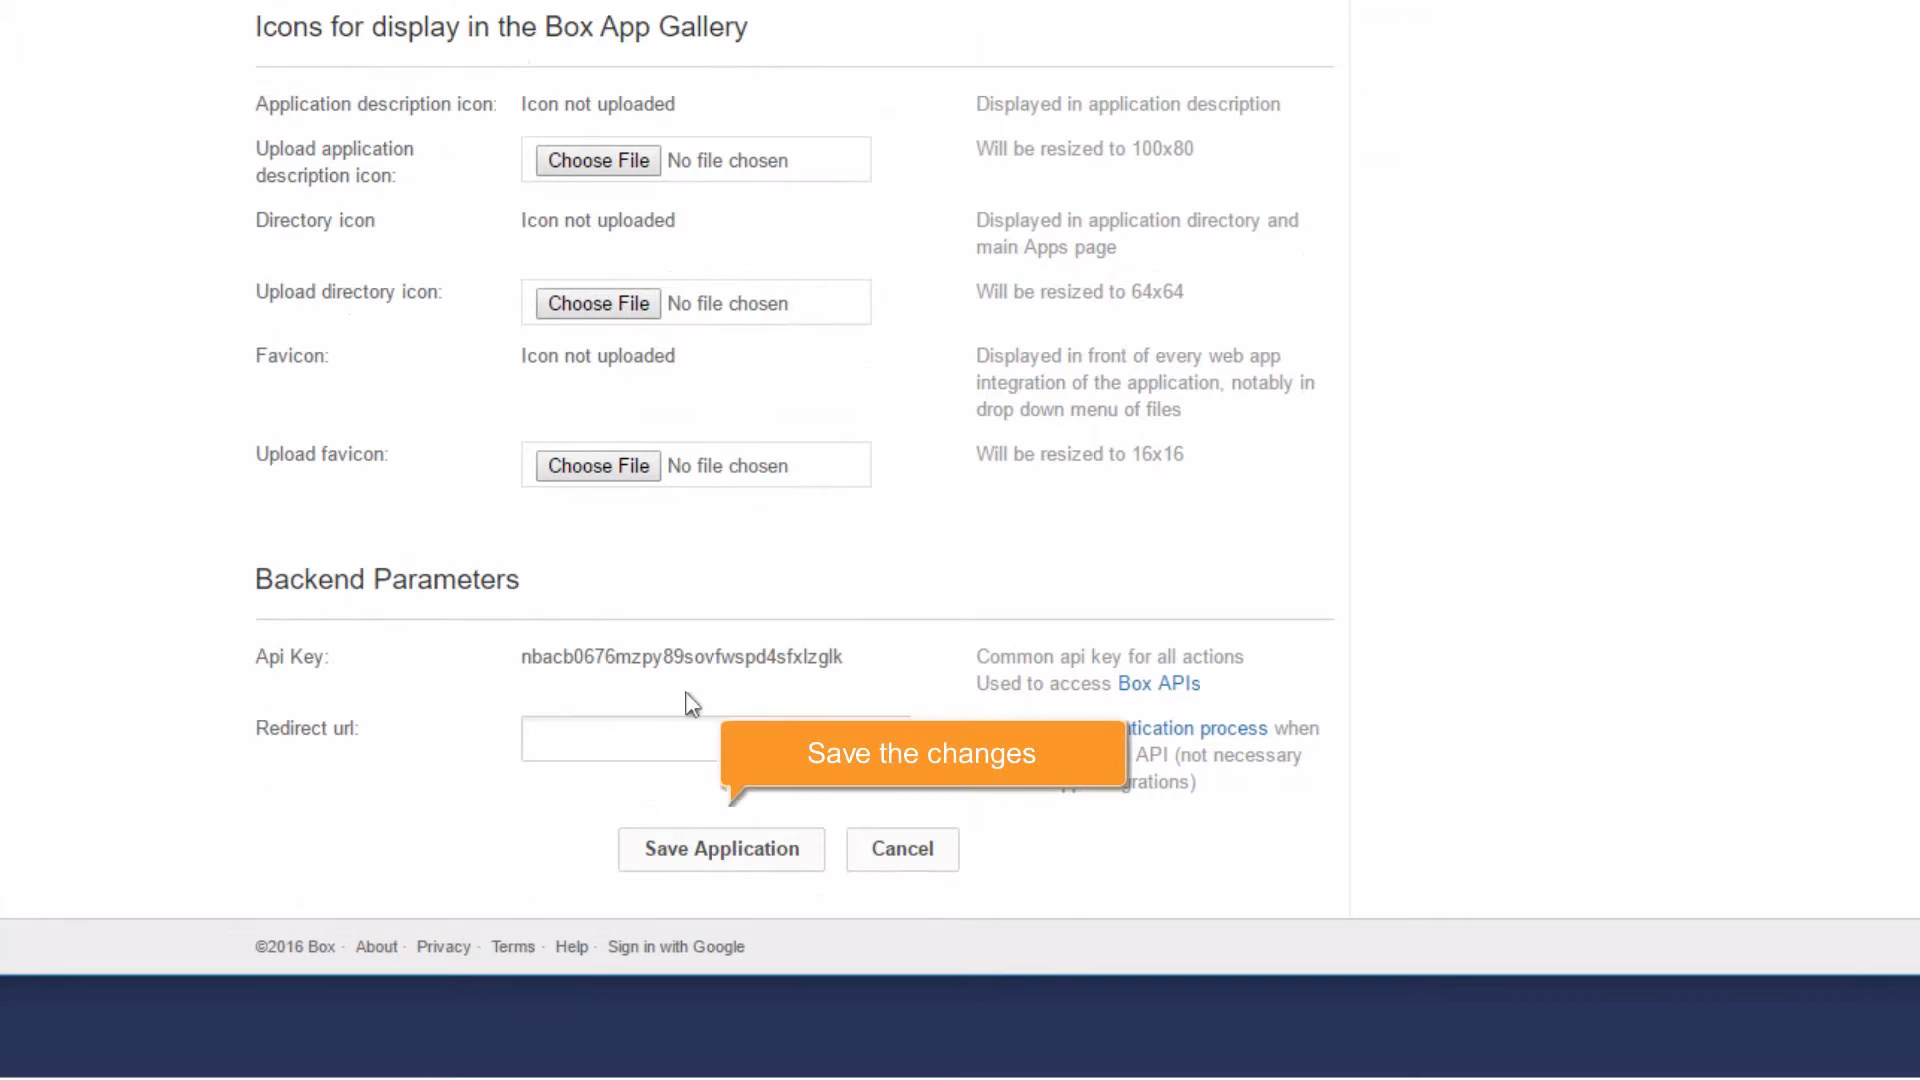 Icons for display in the Box App Gallery
Application description icon: Icon not uploaded Displayed in application description
Upload application description icon: Choose File No file chosen Will be resized to 100x80
Directory icon Icon not uploaded Displayed in application directory and
main Apps page
Upload directory icon: Choose File No file chosen Will be resized to 64x64
Favicon: Icon not uploaded Displayed in front of every web app
integration of the application, notably in
drop down menu of files
Upload favicon: Choose File No file chosen Will be resized to 16x16
Backend Parameters
Api Key: nbacb0676mzpy89sovfwspd4sfxlzglk Common api key for all actions
Used to access Box APIs
Redirect url: process when
API (not necessary
Save the changes
Save Application Cancel
©2016 Box · About · Privacy · Terms · Help · Sign in with Google